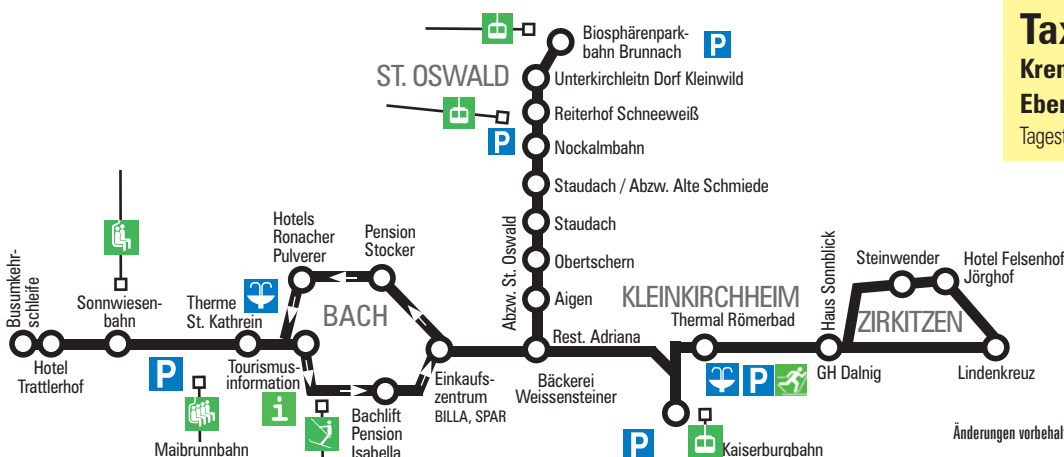 Biosphärenpark-
bahn Brunnach
P
ST. OSWALD
Unterkirchleitn Dorf Kleinwild
Reiterhof Schneeweiß
P
Nockalmbahn
Staudach / Abzw. Alte Schmiede
Staudach
Obertschern
Aigen
Abzw. St. Oswald
Rest. Adriana
Bäckerei
Weissensteiner
Busumkehr-
schleife
Hotel
Trattlerhof
Sonnwiesen-
bahn
P
Maibrunnbahn
Therme
St. Kathrein
Tourismus-
information
i
Hotels
Ronacher
Pulverer
Pension
Stocker
BACH
Bachlift
Pension
Isabella
Einkaufs-
zentrum
BILLA, SPAR
KLEINKIRCHHEIM
Thermal Römerbad
P
P
Kaiserburgbahn
Haus Sonnblick
GH Dalnig
Steinwender
Hotel Felsenhof
Jörghof
ZIRKITZEN
Lindenkreuz
Tax
Krem
Eber
Tagest
Änderungen vorbehalt